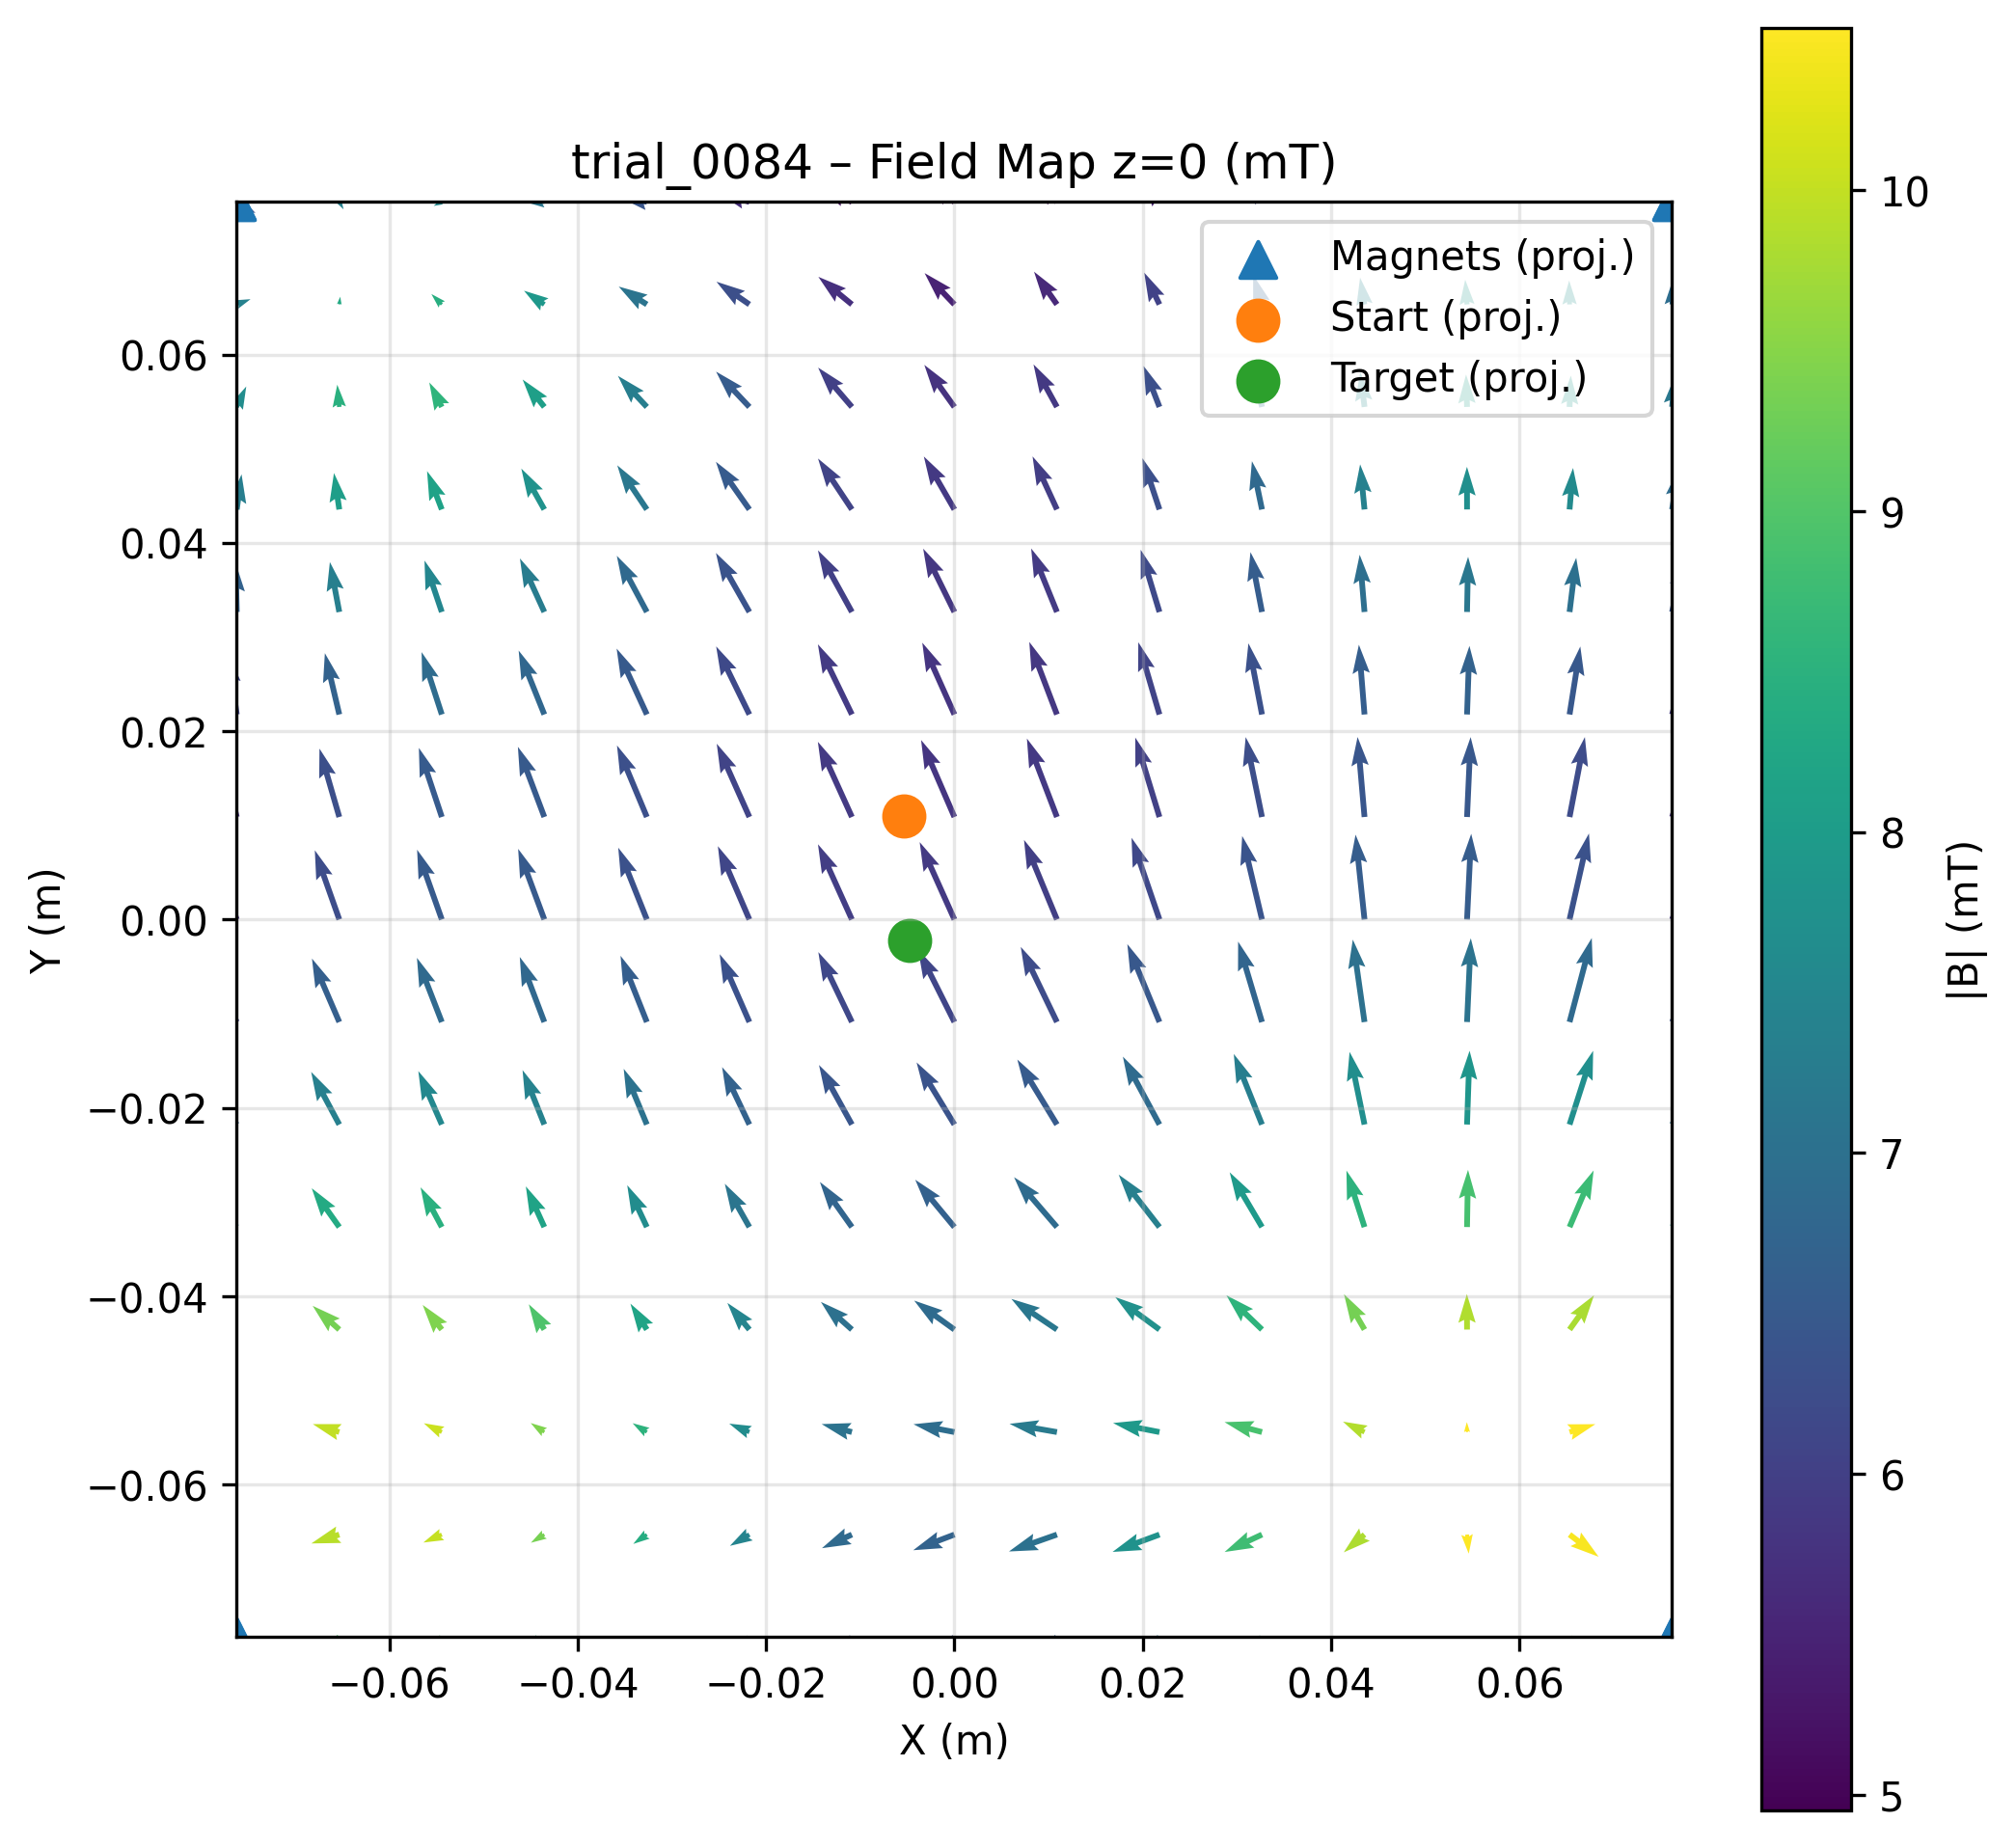 trial_0084 – Field Map z=0 (mT)
Magnets (proj.)
Start (proj.)
Target (proj.)
0.06
0.04
0.02
0.00
−0.02
−0.04
−0.06
Y (m)
−0.06 −0.04 −0.02 0.00 0.02 0.04 0.06
X (m)
10
9
8
7
6
5
|B| (mT)